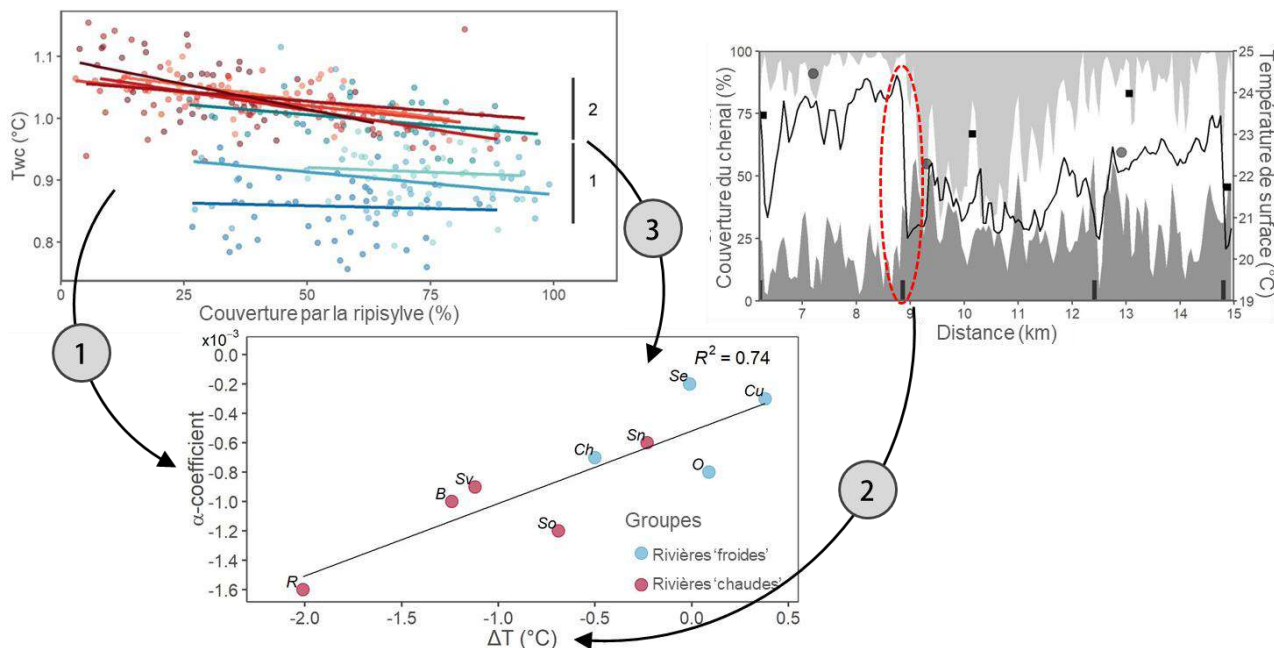 1.1
1.0
0.9
0.8
Twc (°C)
0
25
50
75
100
Couverture par la ripisylve (%)
2
1
Couverture du chenal (%)
100
75
50
25
0
7
8
9
10
11
12
13
14
15
Distance (km)
25
24
23
22
21
20
19
Température de surface (°C)
1
3
2
×10⁻³
0.0
-0.2
-0.4
-0.6
-0.8
-1.0
-1.2
-1.4
-1.6
α-coefficient
R² = 0.74
Se
Cu
Sn
Ch
O
Sv
B
So
R
Groupes
Rivières 'froides'
Rivières 'chaudes'
-2.0
-1.5
-1.0
-0.5
0.0
0.5
ΔT (°C)